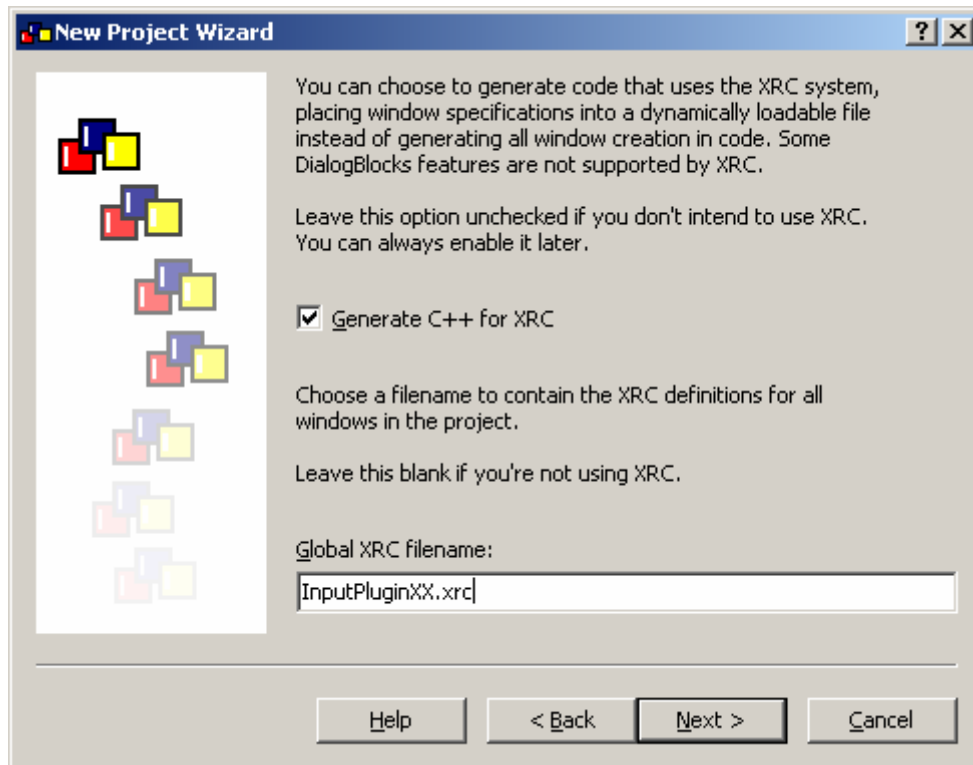 New Project Wizard
You can choose to generate code that uses the XRC system,
placing window specifications into a dynamically loadable file
instead of generating all window creation in code. Some
DialogBlocks features are not supported by XRC.
Leave this option unchecked if you don't intend to use XRC.
You can always enable it later.
Generate C++ for XRC
Choose a filename to contain the XRC definitions for all
windows in the project.
Leave this blank if you're not using XRC.
Global XRC filename:
InputPluginXX.xrc
Help < Back Next > Cancel